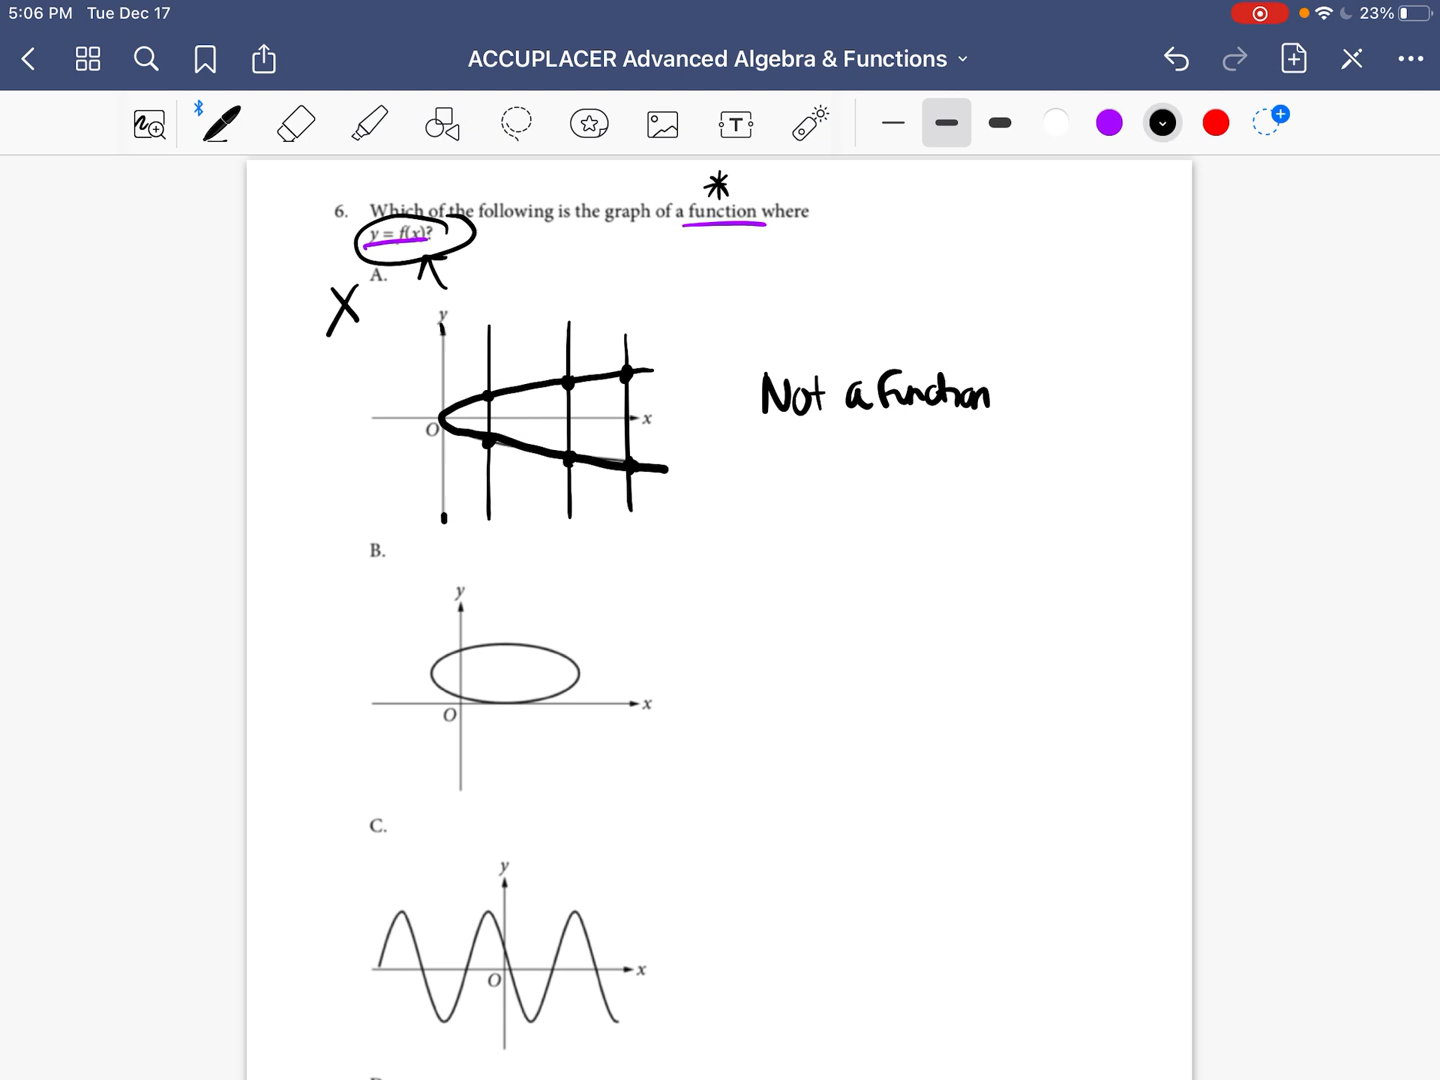 5:06 PM Tue Dec 17
23%
ACCUPLACER Advanced Algebra & Functions
T
6. Which of the following is the graph of a function where
y = f(x)?
A.
X
y
Not a function
O
x
B.
y
O
x
C.
y
O
x